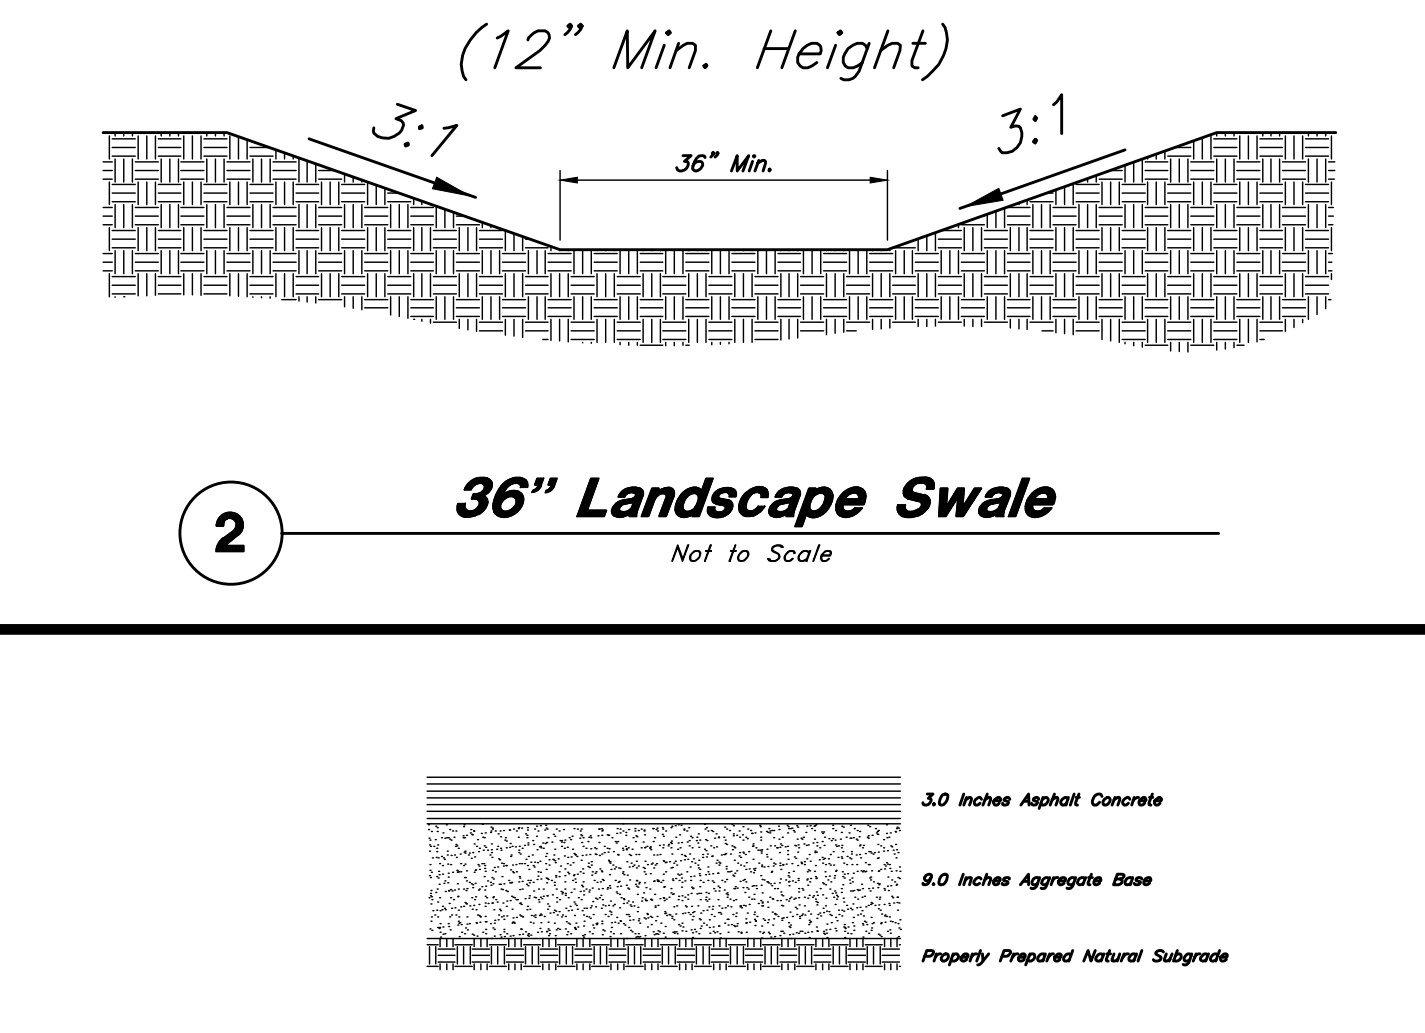 (12” Min. Height)
3:1
3:1
36” Min.
36” Landscape Swale
2
Not to Scale
3.0 Inches Asphalt Concrete
9.0 Inches Aggregate Base
Properly Prepared Natural Subgrade